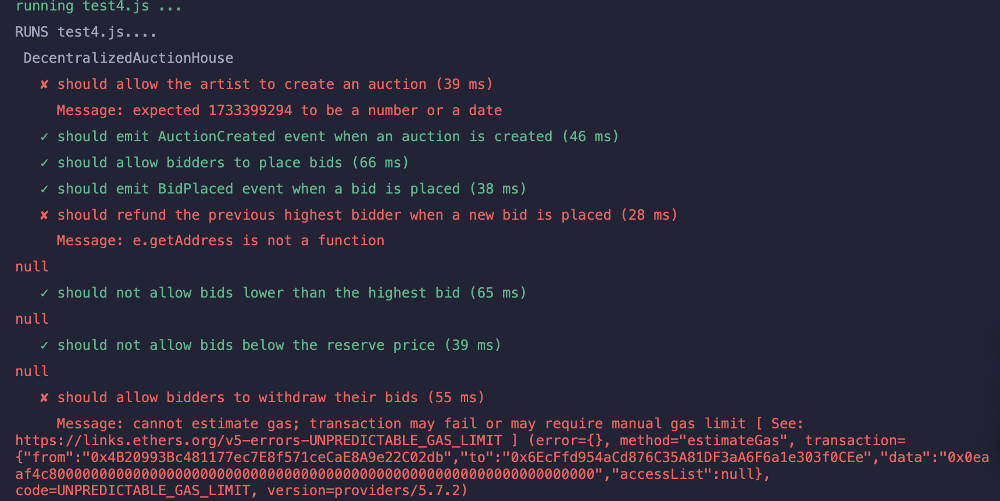 running test4.js ...
RUNS test4.js....
DecentralizedAuctionHouse
✘ should allow the artist to create an auction (39 ms)
Message: expected 1733399294 to be a number or a date
✓ should emit AuctionCreated event when an auction is created (46 ms)
✓ should allow bidders to place bids (66 ms)
✓ should emit BidPlaced event when a bid is placed (38 ms)
✘ should refund the previous highest bidder when a new bid is placed (28 ms)
Message: e.getAddress is not a function
null
✓ should not allow bids lower than the highest bid (65 ms)
null
✓ should not allow bids below the reserve price (39 ms)
null
✘ should allow bidders to withdraw their bids (55 ms)
Message: cannot estimate gas; transaction may fail or may require manual gas limit [ See:
https://links.ethers.org/v5-errors-UNPREDICTABLE_GAS_LIMIT ] (error={}, method="estimateGas", transaction=
{"from":"0x4B20993Bc481177ec7E8f571ceCaE8A9e22C02db","to":"0x6EcFfd954aCd876C35A81DF3aA6F6a1e303f0CEe","data":"0x0ea
af4c80000000000000000000000000000000000000000000000000000000000000000","accessList":null},
code=UNPREDICTABLE_GAS_LIMIT, version=providers/5.7.2)